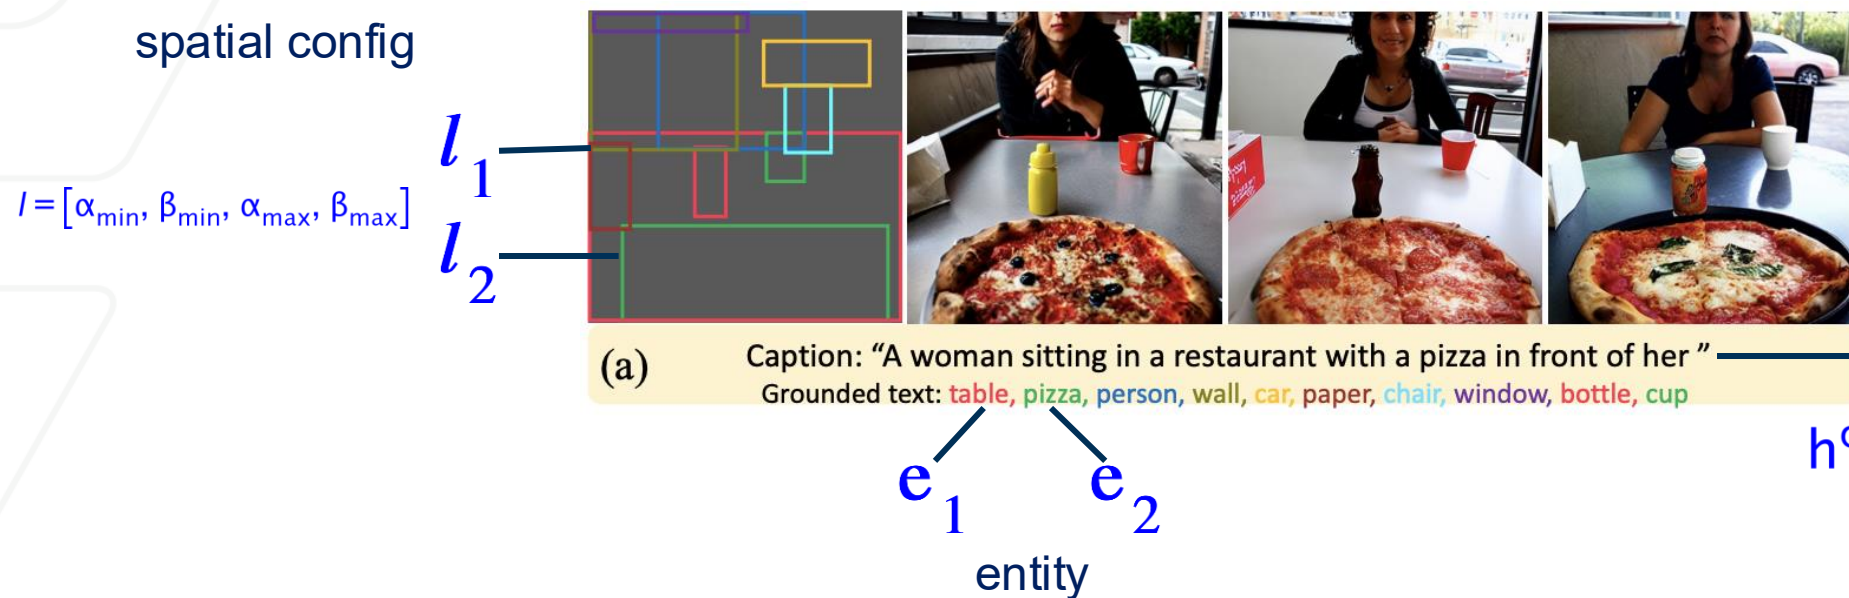 spatial config
l1
l = [αmin, βmin, αmax, βmax]
l2
(a)
Caption: “A woman sitting in a restaurant with a pizza in front of her ”
Grounded text: table, pizza, person, wall, car, paper, chair, window, bottle, cup
e1
e2
entity